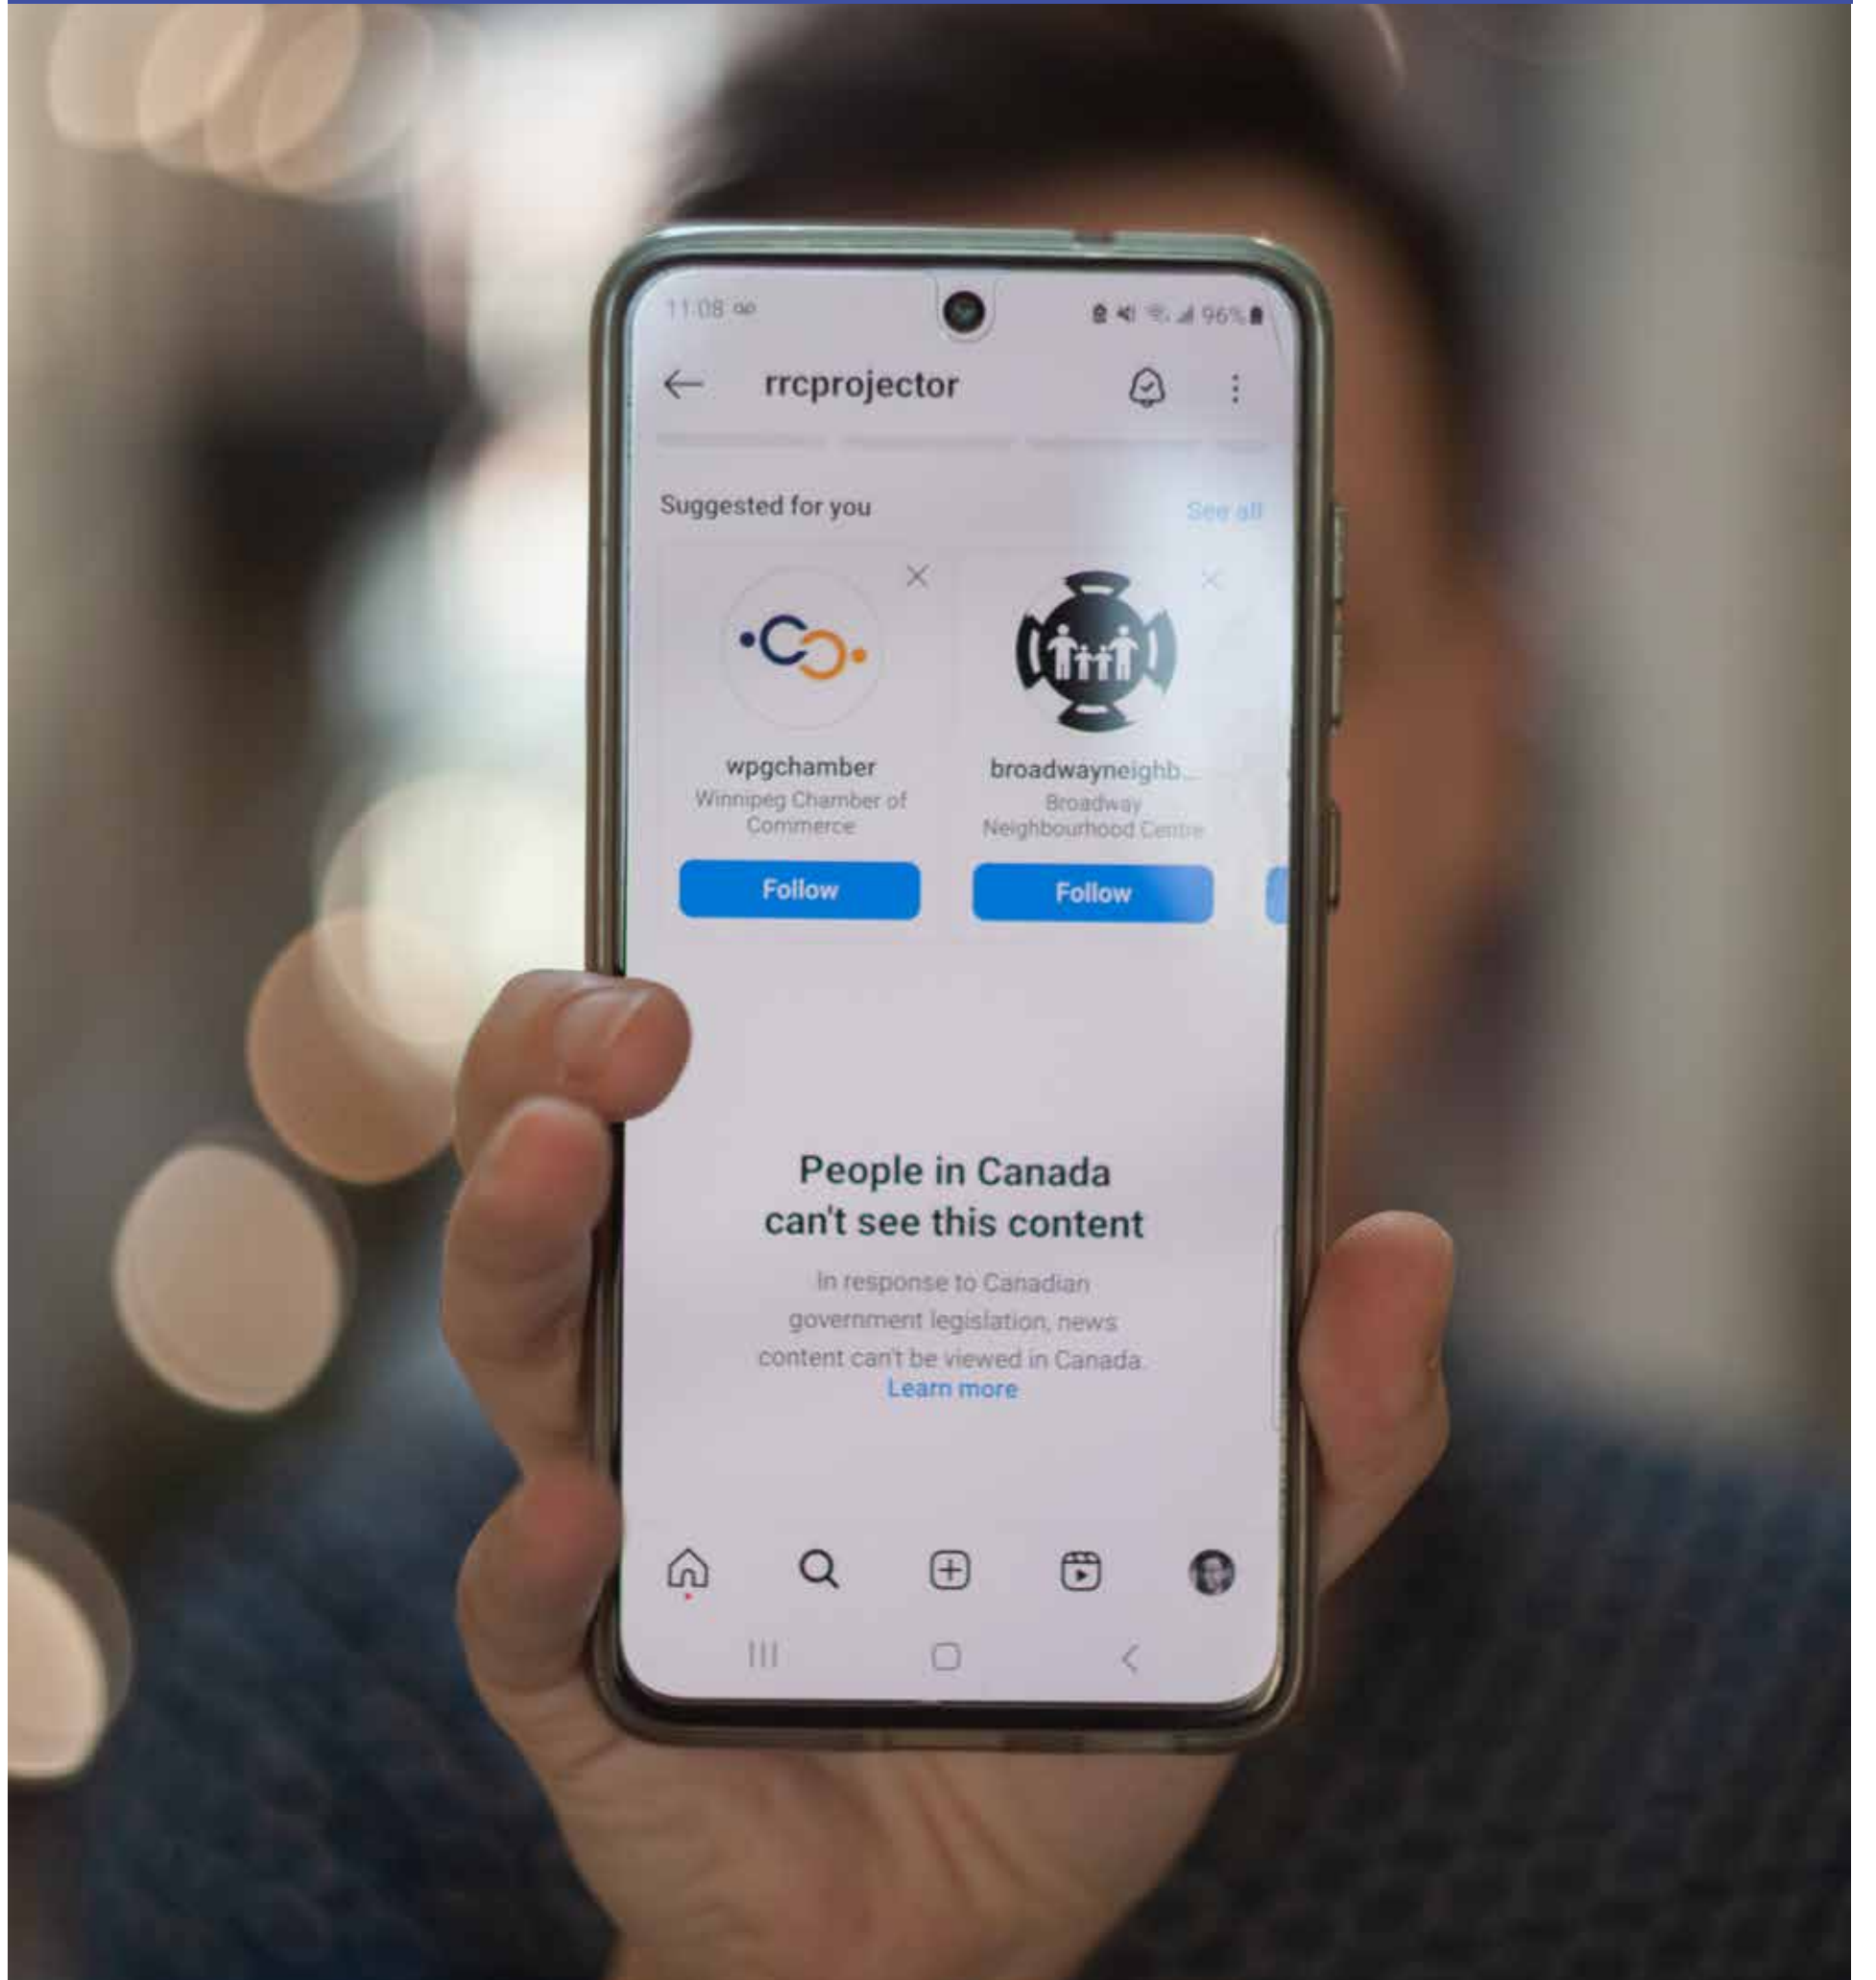 11:08
96%
rrcprojector
Suggested for you
See all
wpgchamber
Winnipeg Chamber of
Commerce
Follow
broadwayneighb...
Broadway
Neighbourhood Centre
Follow
People in Canada
can't see this content
In response to Canadian
government legislation, news
content can't be viewed in Canada.
Learn more